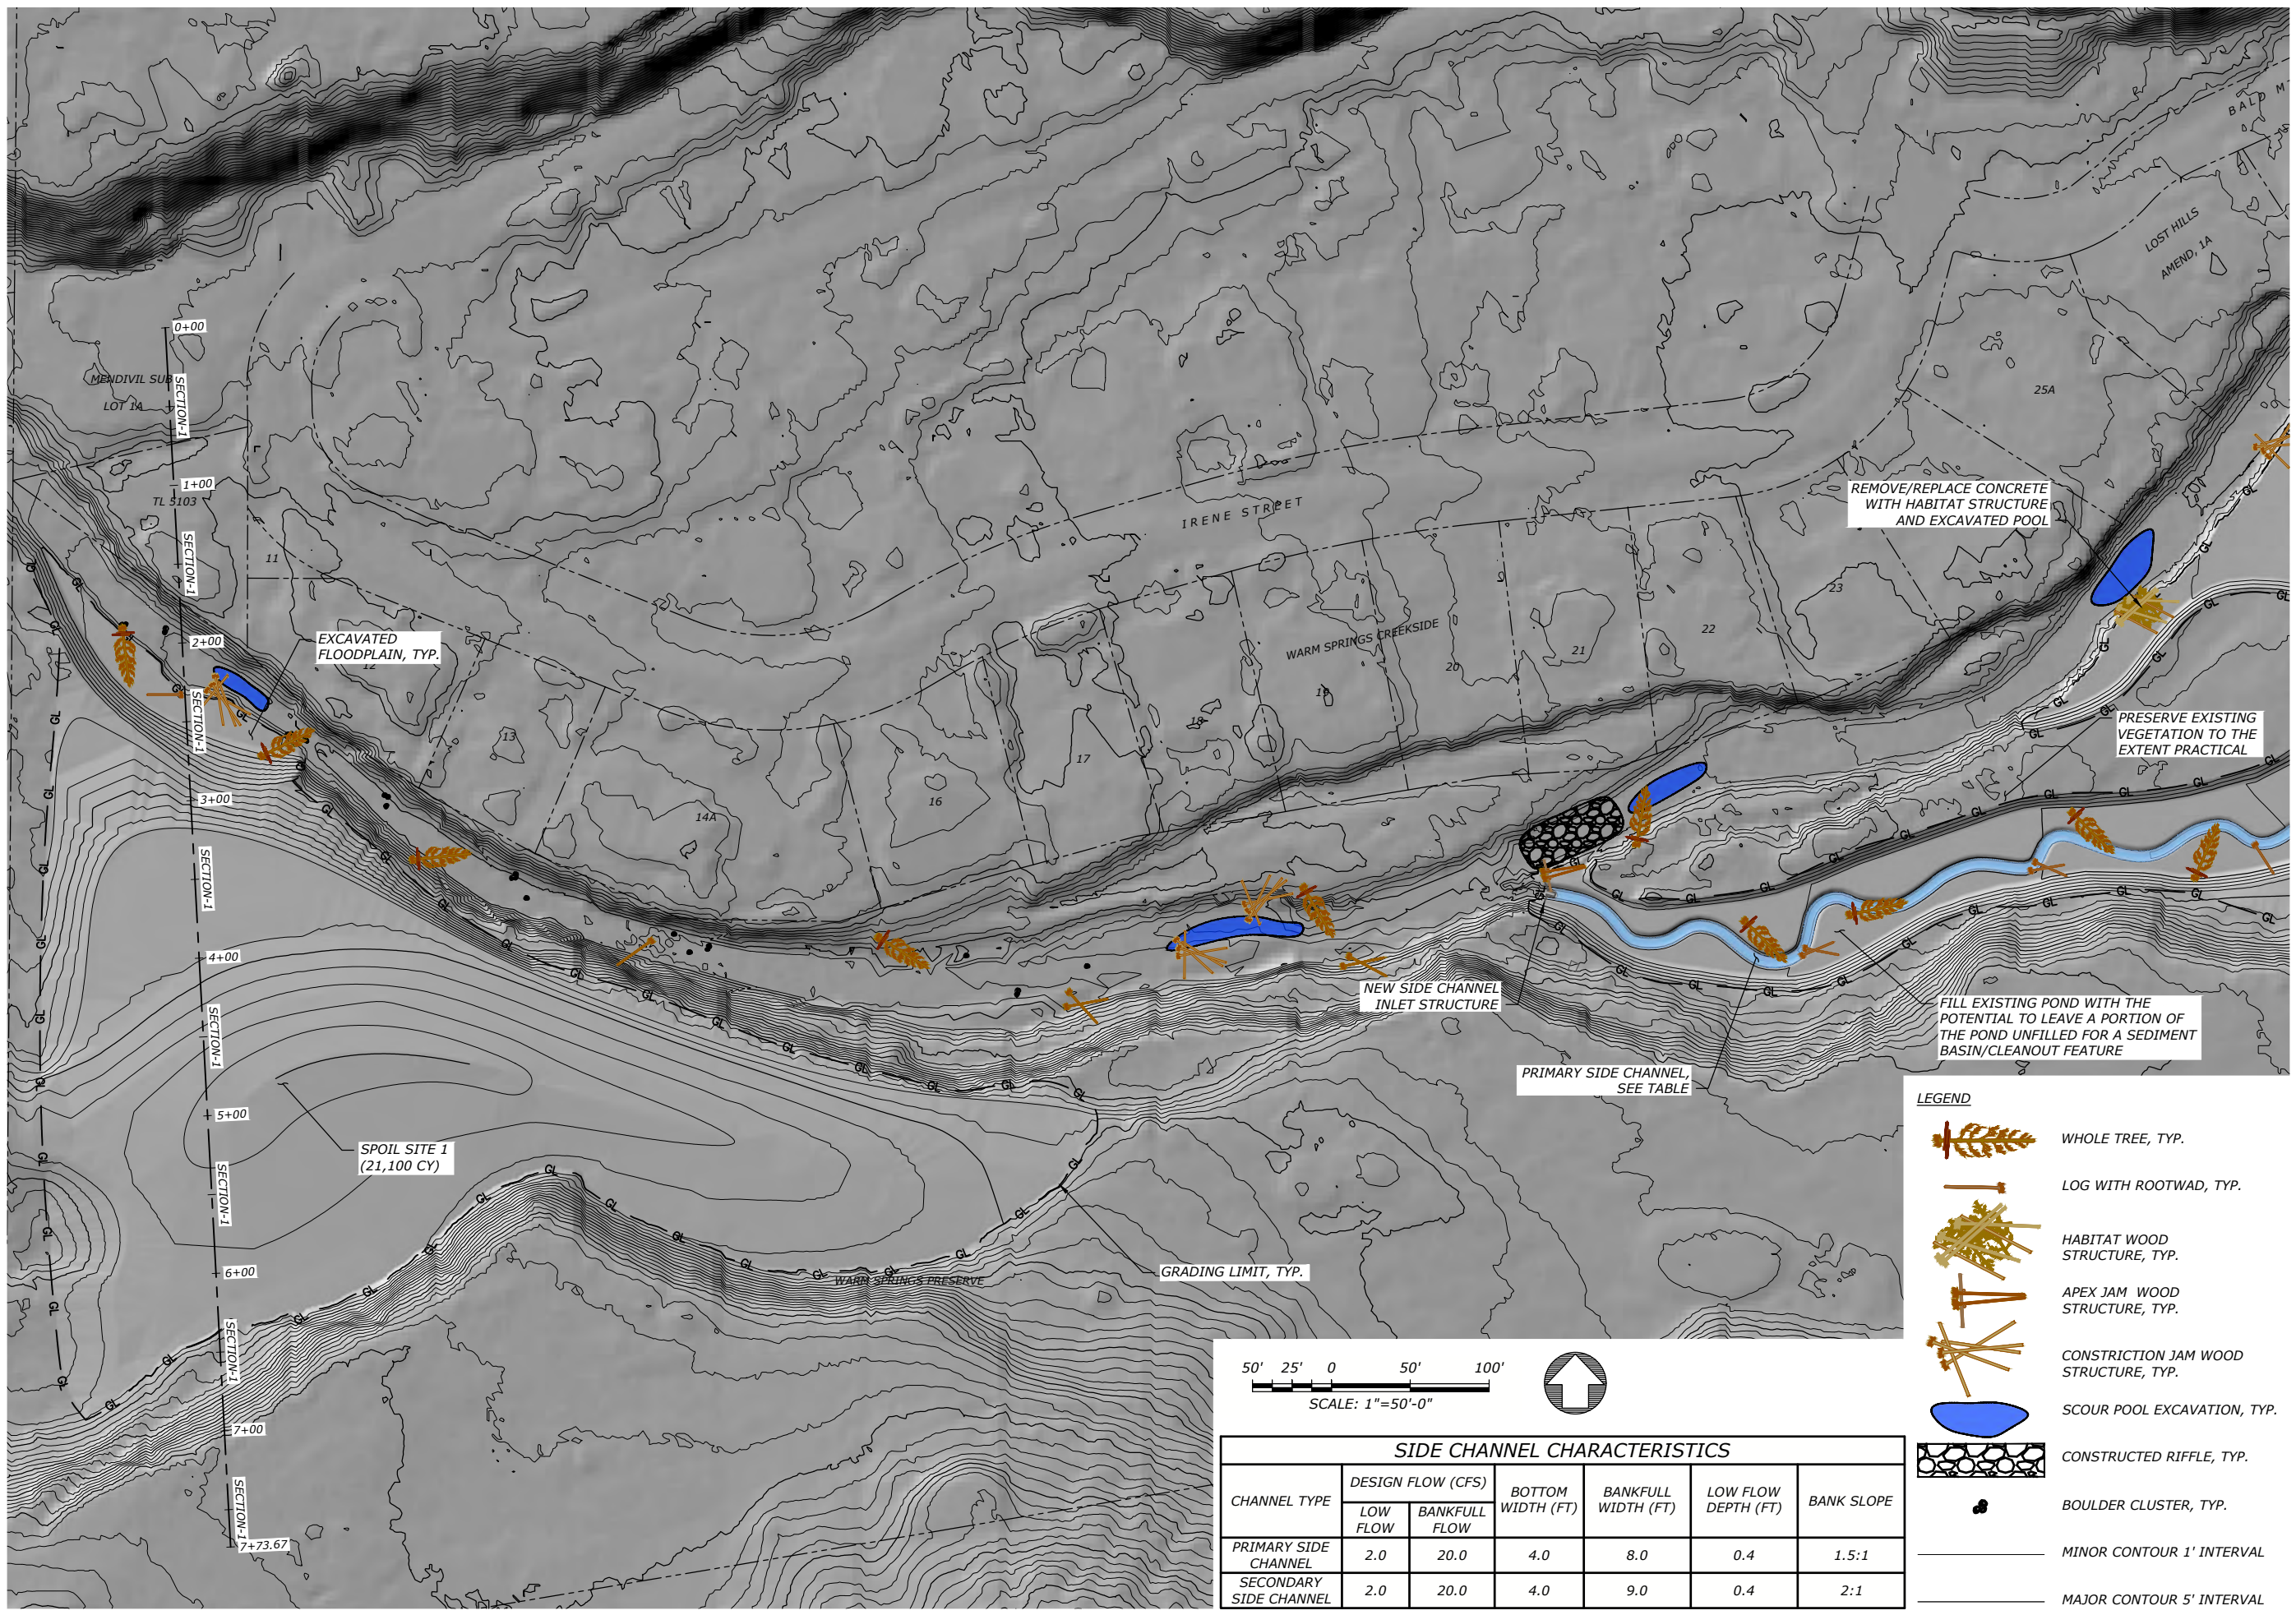 BALD M
LOST HILLS
AMEND, 1A
0+00
MENDIVIL SUB
LOT 1A
SECTION-1
25A
1+00
TL 5103
REMOVE/REPLACE CONCRETE
WITH HABITAT STRUCTURE
AND EXCAVATED POOL
IRENE STREET
SECTION-1
11
23
2+00
EXCAVATED
FLOODPLAIN, TYP.
12
WARM SPRINGS CREEKSIDE
22
21
20
19
18
SECTION-1
13
17
PRESERVE EXISTING
VEGETATION TO THE
EXTENT PRACTICAL
3+00
16
14A
SECTION-1
4+00
NEW SIDE CHANNEL
INLET STRUCTURE
FILL EXISTING POND WITH THE
POTENTIAL TO LEAVE A PORTION OF
THE POND UNFILLED FOR A SEDIMENT
BASIN/CLEANOUT FEATURE
SECTION-1
PRIMARY SIDE CHANNEL,
SEE TABLE
5+00
SPOIL SITE 1
(21,100 CY)
SECTION-1
6+00
WARM SPRINGS PRESERVE
GRADING LIMIT, TYP.
SECTION-1
7+00
SECTION-1
7+73.67
GL
LEGEND
WHOLE TREE, TYP.
LOG WITH ROOTWAD, TYP.
HABITAT WOOD
STRUCTURE, TYP.
APEX JAM WOOD
STRUCTURE, TYP.
CONSTRICTION JAM WOOD
STRUCTURE, TYP.
SCOUR POOL EXCAVATION, TYP.
CONSTRUCTED RIFFLE, TYP.
BOULDER CLUSTER, TYP.
MINOR CONTOUR 1' INTERVAL
MAJOR CONTOUR 5' INTERVAL
50' 25' 0 50' 100'
SCALE: 1"=50'-0"
SIDE CHANNEL CHARACTERISTICS
CHANNEL TYPE
DESIGN FLOW (CFS)
LOW
FLOW
BANKFULL
FLOW
BOTTOM
WIDTH (FT)
BANKFULL
WIDTH (FT)
LOW FLOW
DEPTH (FT)
BANK SLOPE
PRIMARY SIDE
CHANNEL
2.0 20.0 4.0 8.0 0.4 1.5:1
SECONDARY
SIDE CHANNEL
2.0 20.0 4.0 9.0 0.4 2:1